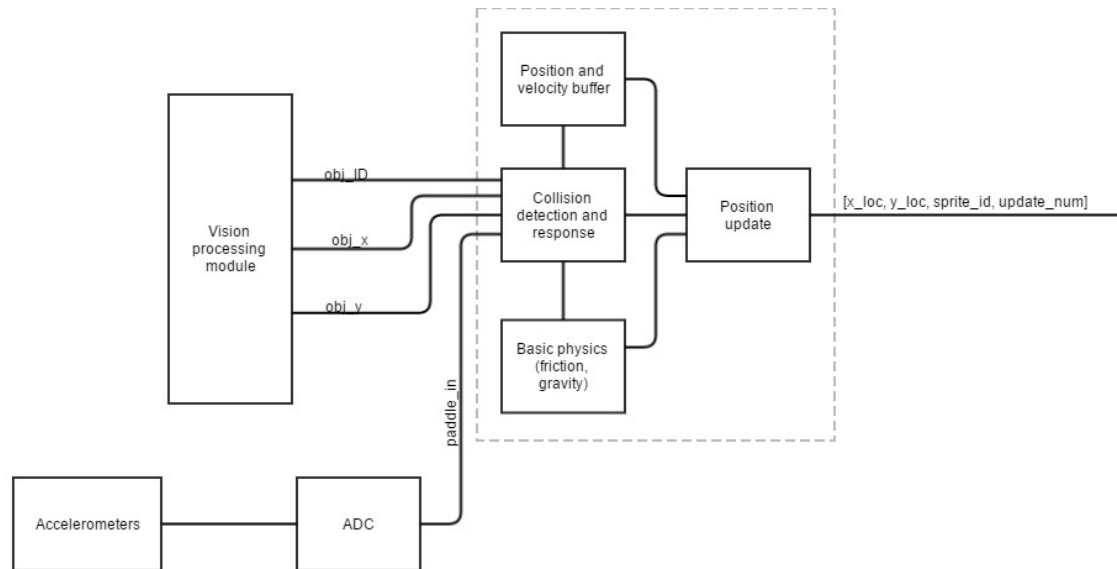 Position and
velocity buffer
obj_ID
Vision
processing
module
obj_x
obj_y
Collision
detection and
response
Position
update
[x_loc, y_loc, sprite_id, update_num]
Basic physics
(friction,
gravity)
paddle_in
Accelerometers
ADC